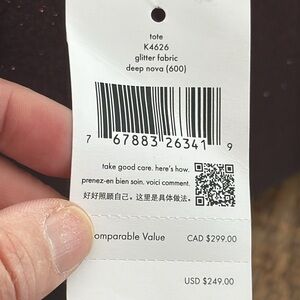 tote
K4626
glitter fabric
deep nova (600)
7 67883 26341 9
take good care. here's how.
prenez-en bien soin. voici comment.
好好照顾自己。这里是具体做法。
omparable Value CAD $299.00
USD $249.00